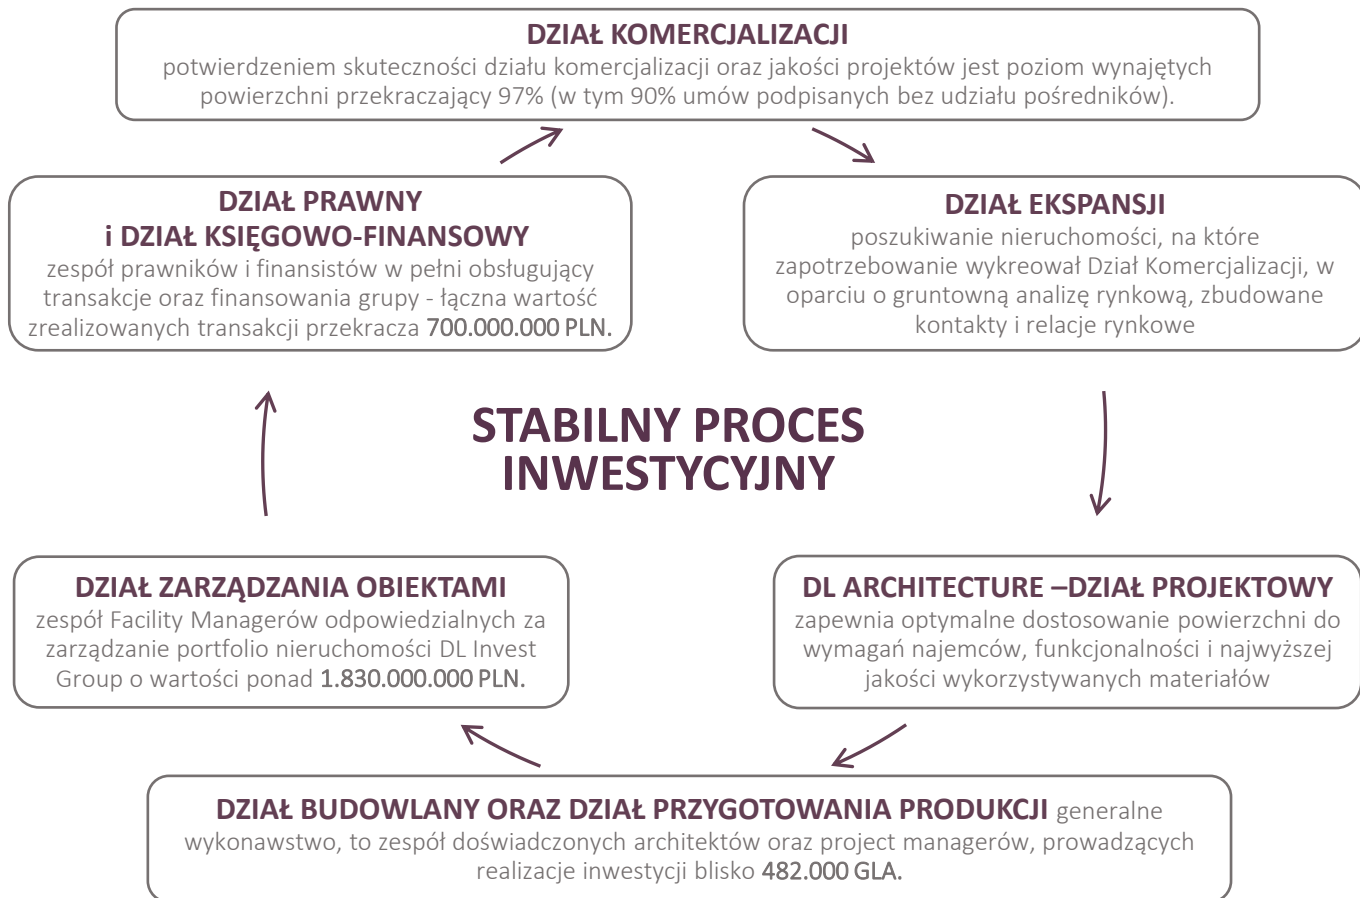 DZIAŁ KOMERCJALIZACJI
potwierdzeniem skuteczności działu komercjalizacji oraz jakości projektów jest poziom wynajętych
powierzchni przekraczający 97% (w tym 90% umów podpisanych bez udziału pośredników).
DZIAŁ PRAWNY
i DZIAŁ KSIĘGOWO-FINANSOWY
zespół prawników i finansistów w pełni obsługujący
transakcje oraz finansowania grupy - łączna wartość
zrealizowanych transakcji przekracza 700.000.000 PLN.
DZIAŁ EKSPANSJI
poszukiwanie nieruchomości, na które
zapotrzebowanie wykreował Dział Komercjalizacji, w
oparciu o gruntowną analizę rynkową, zbudowane
kontakty i relacje rynkowe
STABILNY PROCES
INWESTYCYJNY
DZIAŁ ZARZĄDZANIA OBIEKTAMI
zespół Facility Managerów odpowiedzialnych za
zarządzanie portfolio nieruchomości DL Invest
Group o wartości ponad 1.830.000.000 PLN.
DL ARCHITECTURE –DZIAŁ PROJEKTOWY
zapewnia optymalne dostosowanie powierzchni do
wymagań najemców, funkcjonalności i najwyższej
jakości wykorzystywanych materiałów
DZIAŁ BUDOWLANY ORAZ DZIAŁ PRZYGOTOWANIA PRODUKCJI generalne
wykonawstwo, to zespół doświadczonych architektów oraz project managerów, prowadzących
realizacje inwestycji blisko 482.000 GLA.